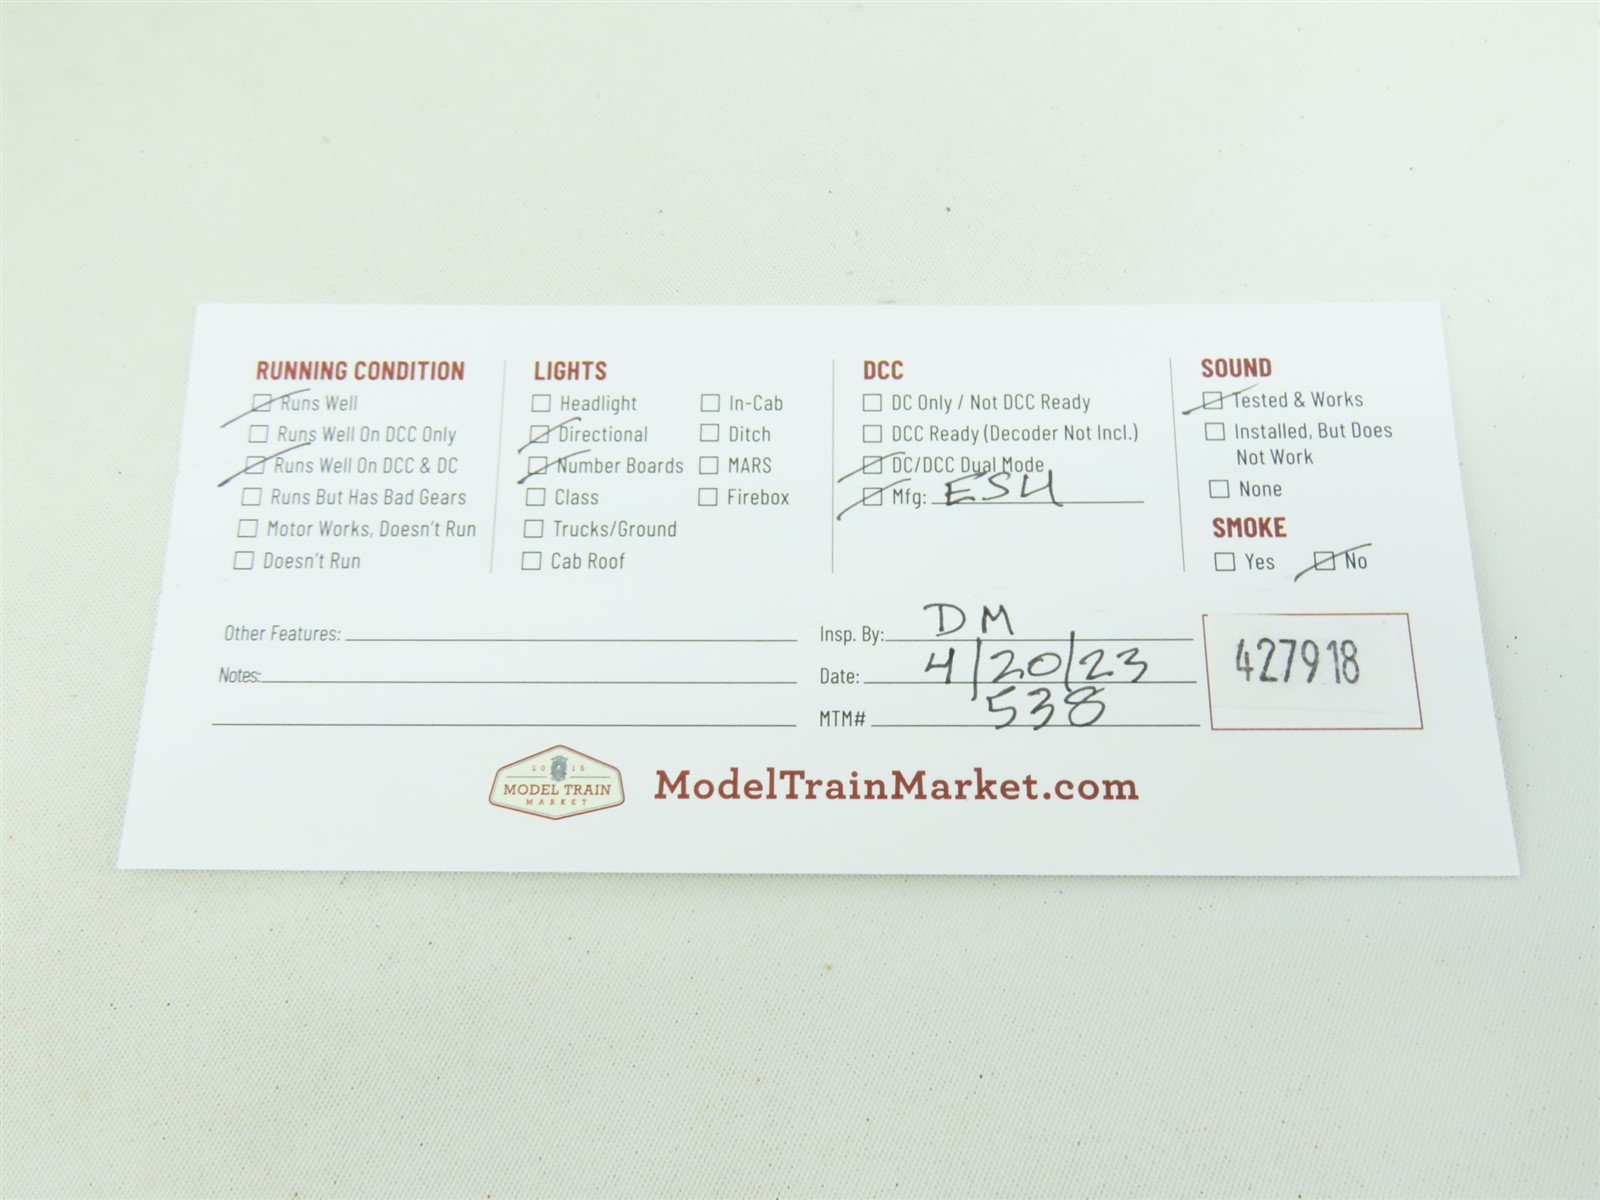 RUNNING CONDITION
Runs Well
Runs Well On DCC Only
Runs Well On DCC & DC
Runs But Has Bad Gears
Motor Works, Doesn't Run
Doesn't Run
LIGHTS
Headlight
Directional
Number Boards
Class
Trucks/Ground
Cab Roof
In-Cab
Ditch
MARS
Firebox
DCC
DC Only / Not DCC Ready
DCC Ready (Decoder Not Incl.)
DC/DCC Dual Mode
Mfg: ESU
SOUND
Tested & Works
Installed, But Does
Not Work
None
SMOKE
Yes No
Other Features:
Notes:
Insp. By: DM
Date: 4/20/23
MTM# 538
427918
2015
MODEL TRAIN
MARKET
ModelTrainMarket.com